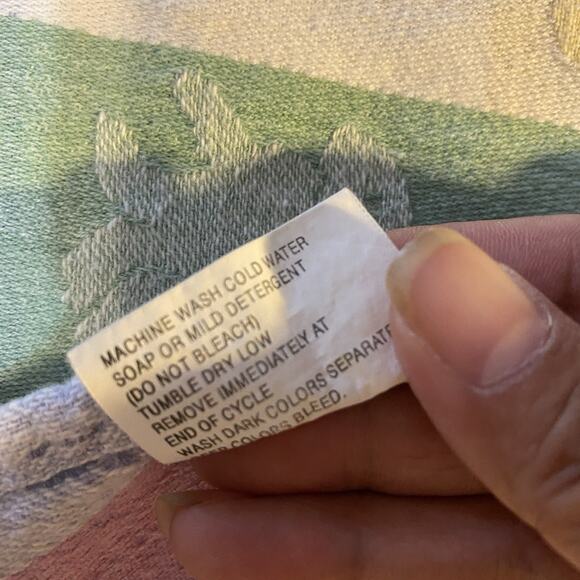 MACHINE WASH COLD WATER
SOAP OR MILD DETERGENT
(DO NOT BLEACH)
TUMBLE DRY LOW
REMOVE IMMEDIATELY AT
END OF CYCLE
WASH DARK COLORS SEPARATE
COLORS BLEED.